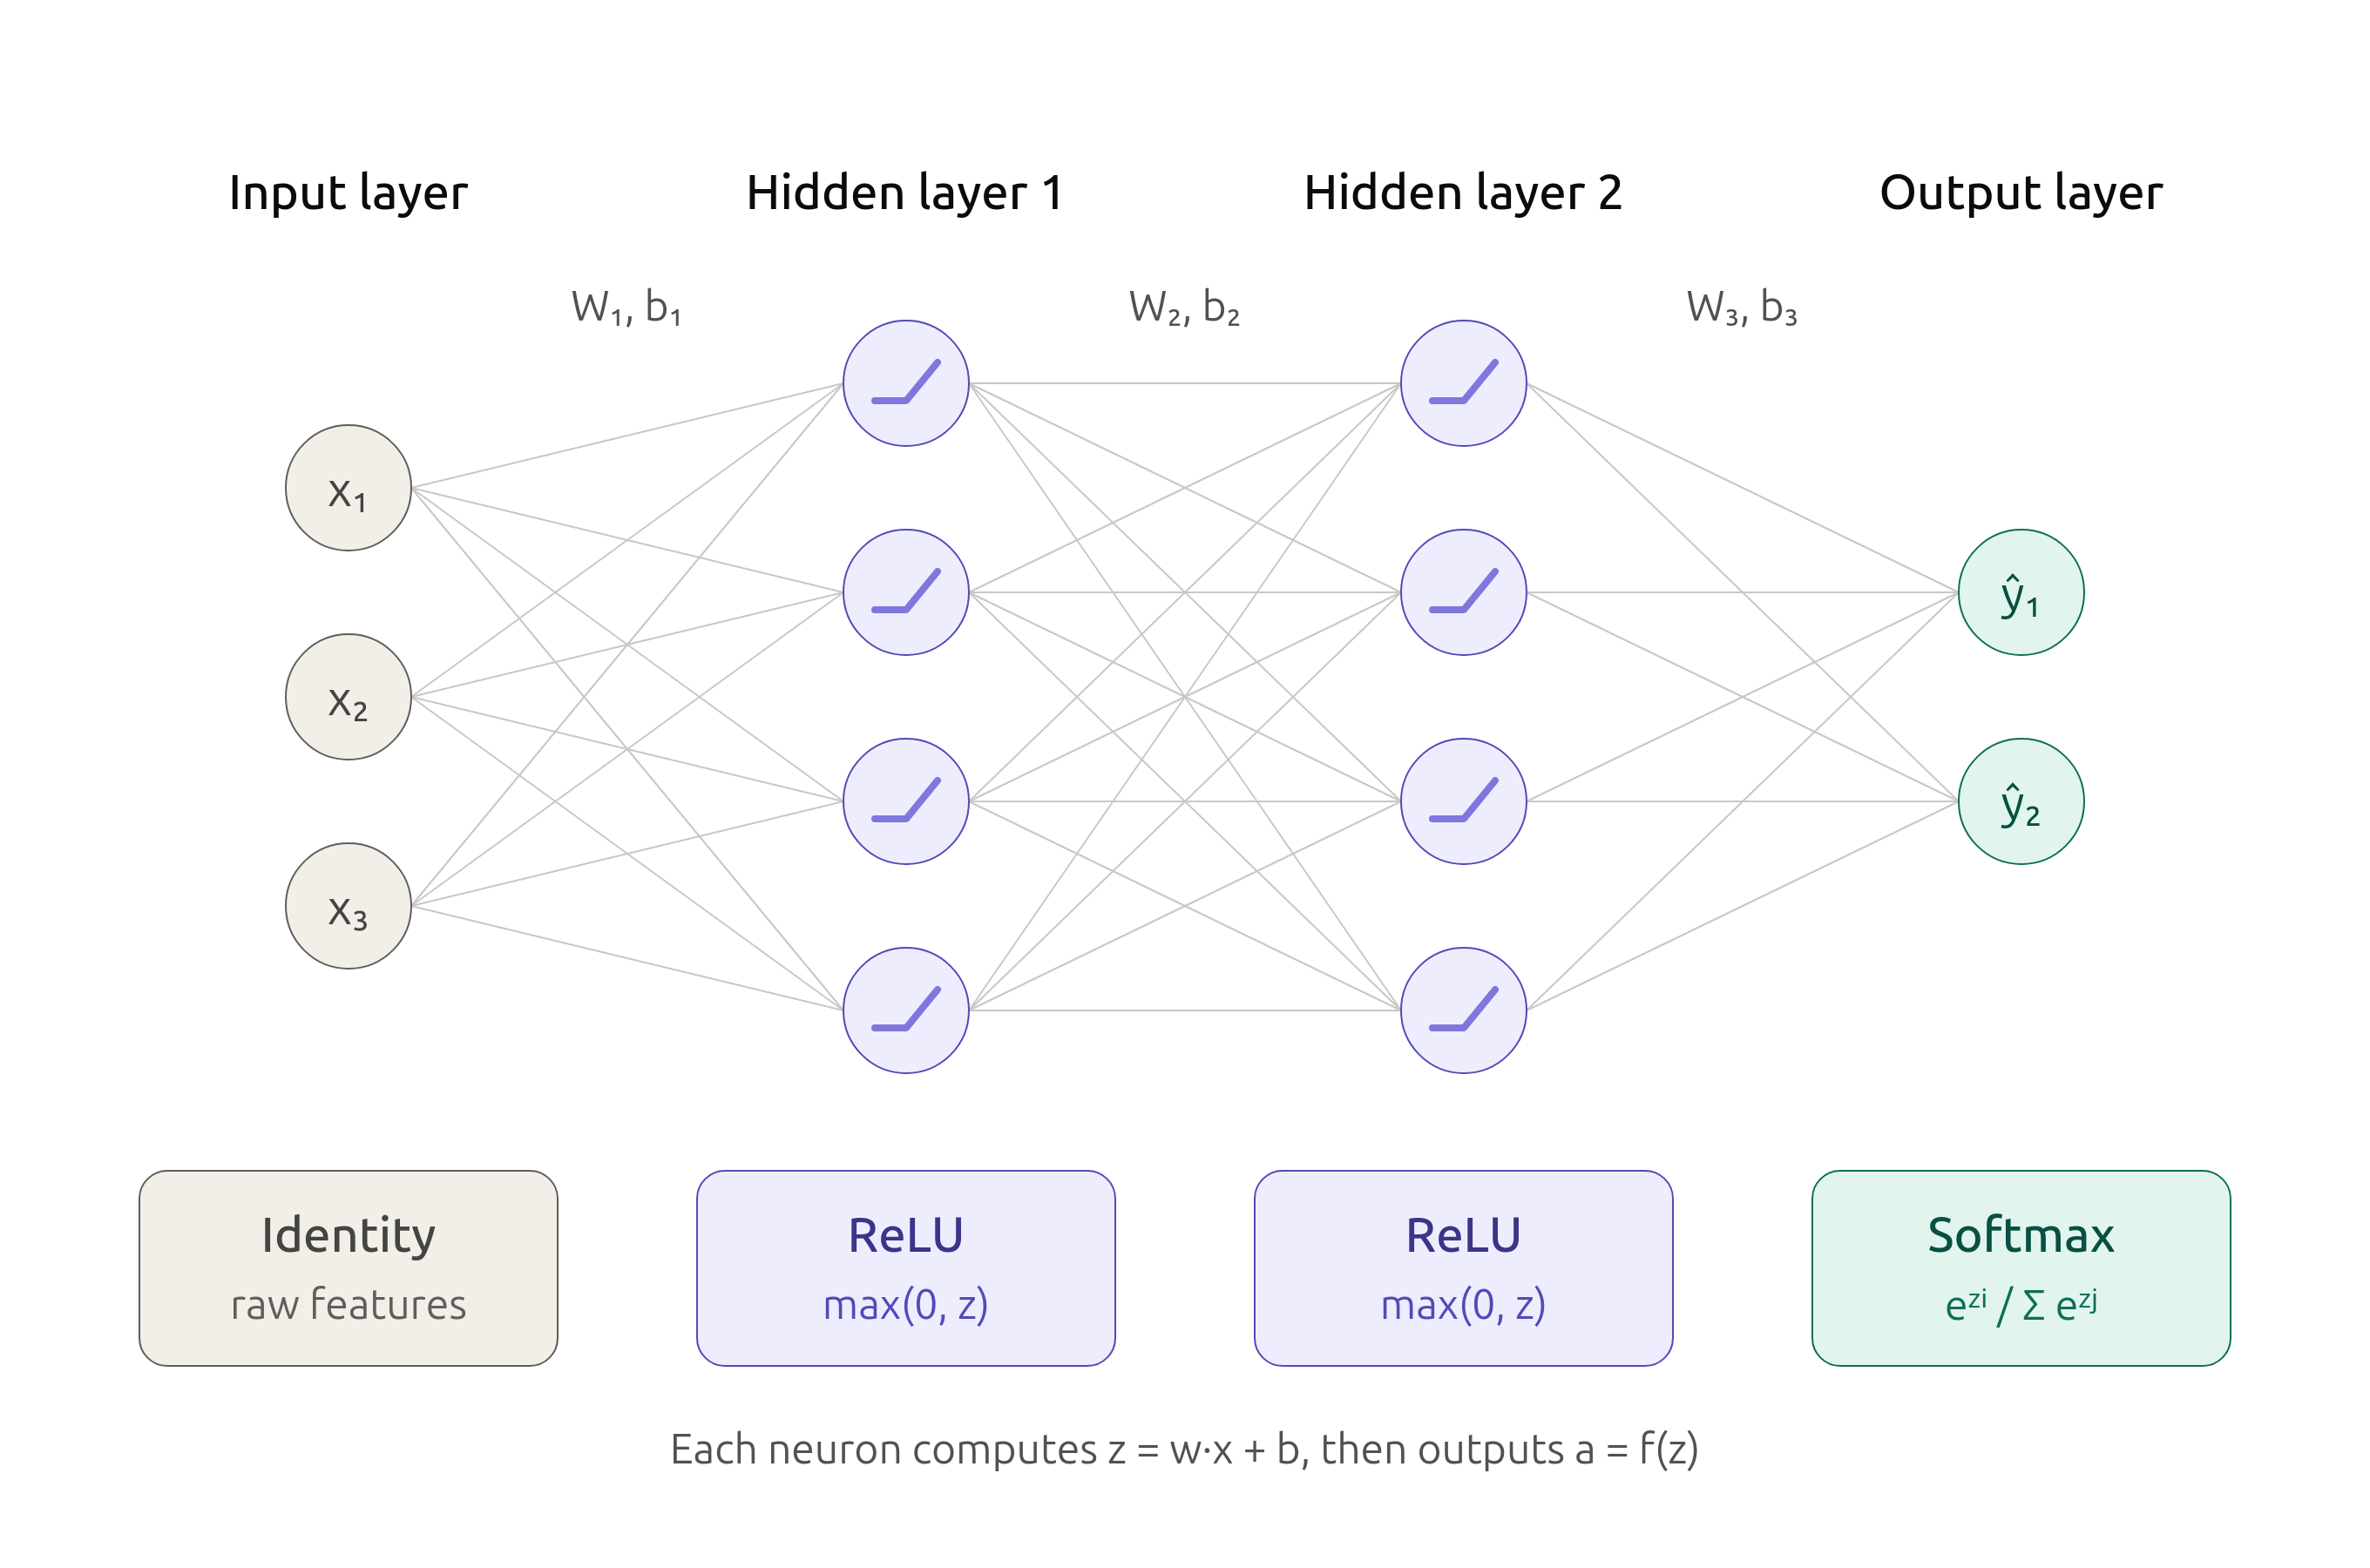 Input layer
Hidden layer 1
Hidden layer 2
Output layer
W₁, b₁
W₂, b₂
W₃, b₃
x₁
x₂
x₃
ŷ₁
ŷ₂
Identity
raw features
ReLU
max(0, z)
ReLU
max(0, z)
Softmax
eᶻⁱ / Σ eᶻʲ
Each neuron computes z = w·x + b, then outputs a = f(z)